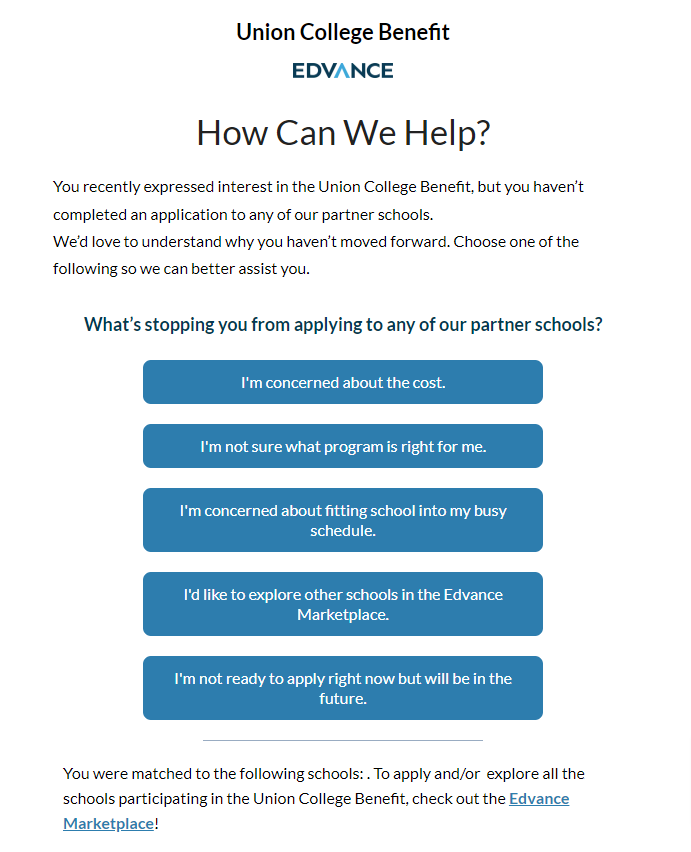 Union College Benefit
EDVANCE
How Can We Help?
You recently expressed interest in the Union College Benefit, but you haven’t
completed an application to any of our partner schools.
We’d love to understand why you haven’t moved forward. Choose one of the
following so we can better assist you.
What’s stopping you from applying to any of our partner schools?
I'm concerned about the cost.
I'm not sure what program is right for me.
I'm concerned about fitting school into my busy
schedule.
I'd like to explore other schools in the Edvance
Marketplace.
I'm not ready to apply right now but will be in the
future.
You were matched to the following schools: . To apply and/or  explore all the
schools participating in the Union College Benefit, check out the Edvance
Marketplace!